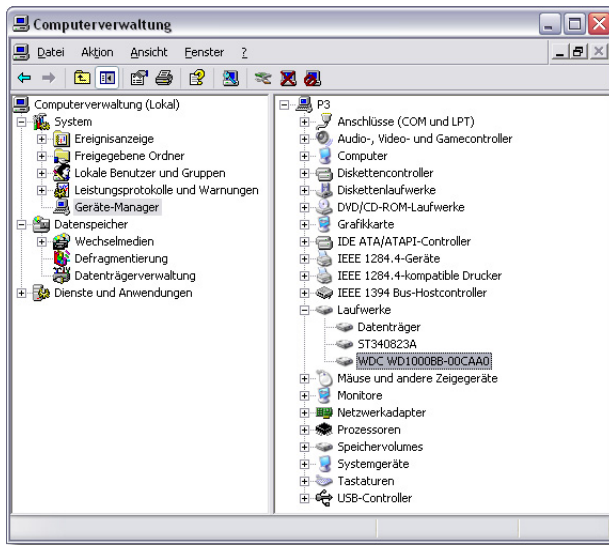 Computerverwaltung
Datei Aktion Ansicht Fenster ?
Computerverwaltung (Lokal)
System
Ereignisanzeige
Freigegebene Ordner
Lokale Benutzer und Gruppen
Leistungsprotokolle und Warnungen
Geräte-Manager
Datenspeicher
Wechselmedien
Defragmentierung
Datenträgerverwaltung
Dienste und Anwendungen
P3
Anschlüsse (COM und LPT)
Audio-, Video- und Gamecontroller
Computer
Diskettencontroller
Diskettenlaufwerke
DVD/CD-ROM-Laufwerke
Grafikkarte
IDE ATA/ATAPI-Controller
IEEE 1284.4-Geräte
IEEE 1284.4-kompatible Drucker
IEEE 1394 Bus-Hostcontroller
Laufwerke
Datenträger
ST340823A
WDC WD1000BB-00CAA0
Mäuse und andere Zeigegeräte
Monitore
Netzwerkadapter
Prozessoren
Speichervolumes
Systemgeräte
Tastaturen
USB-Controller